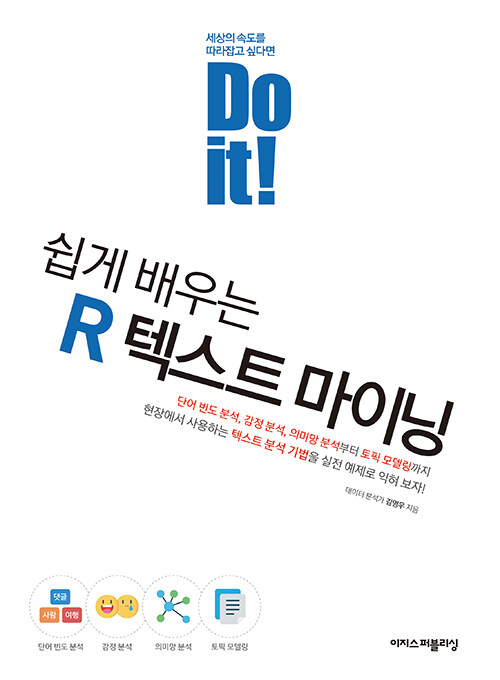 세상의 속도를
따라잡고 싶다면
Do
it!
쉽게 배우는
R 텍스트 마이닝
단어 빈도 분석, 감정 분석, 의미망 분석부터 토픽 모델링까지
현장에서 사용하는 텍스트 분석 기법을 실전 예제로 익혀 보자!
데이터 분석가 김영우 지음
댓글
사람 여행
단어 빈도 분석 감정 분석 의미망 분석 토픽 모델링
이지스퍼블리싱